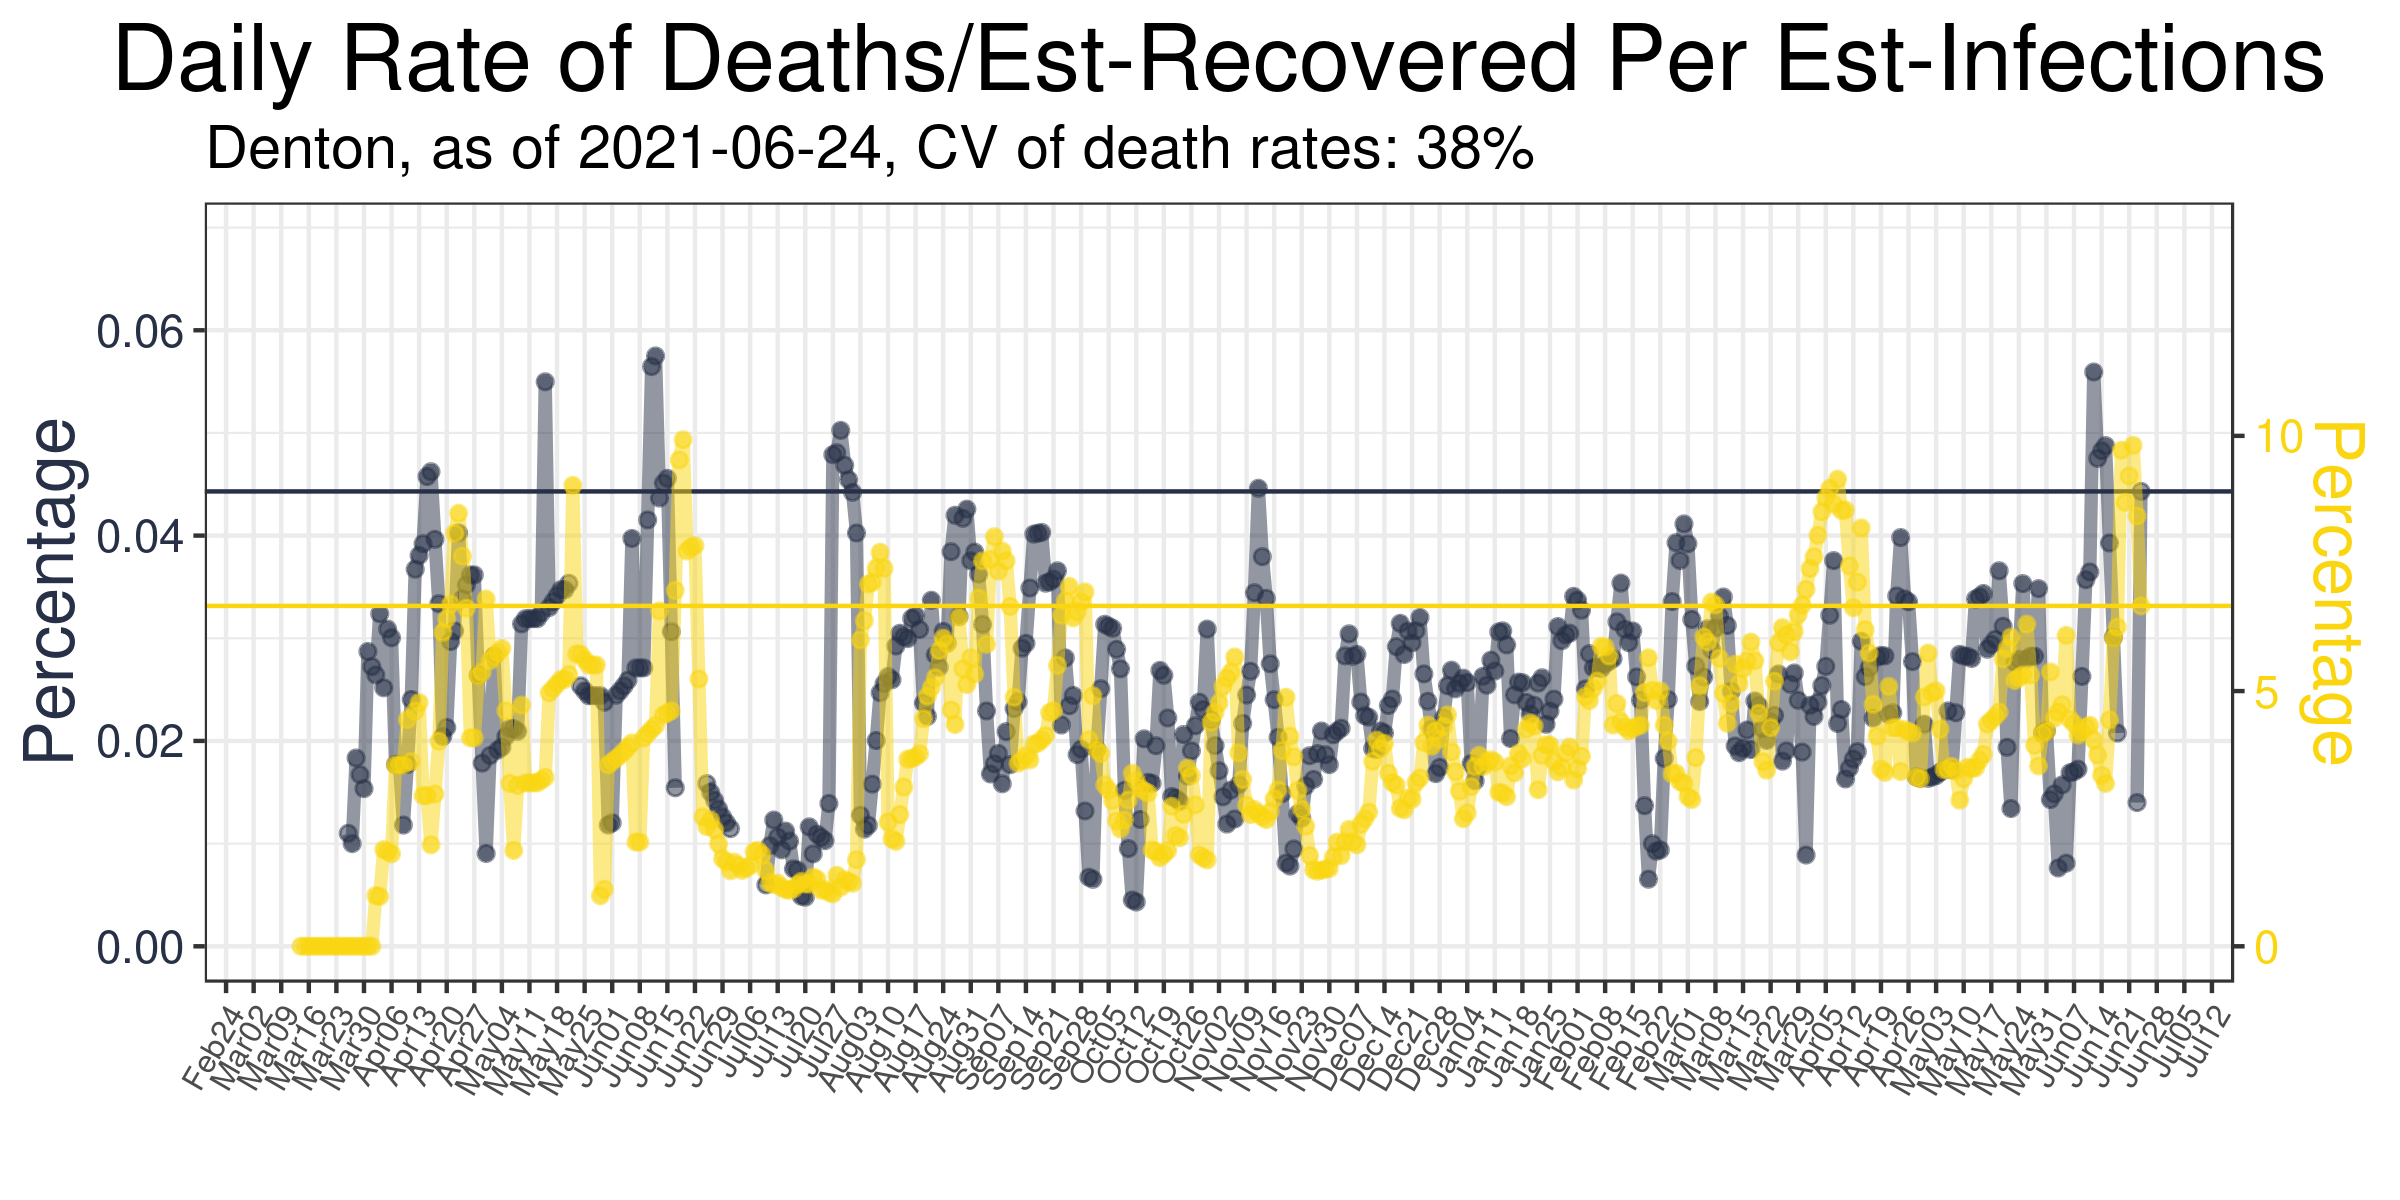 Daily Rate of Deaths/Est-Recovered Per Est-Infections
Denton, as of 2021-06-24, CV of death rates: 38%
Percentage
0.06
0.04
0.02
0.00
10
5
0
Percentage
Feb24
Mar02
Mar09
Mar16
Mar23
Mar30
Apr06
Apr13
Apr20
Apr27
May04
May11
May18
May25
Jun01
Jun08
Jun15
Jun22
Jun29
Jul06
Jul13
Jul20
Jul27
Aug03
Aug10
Aug17
Aug24
Aug31
Sep07
Sep14
Sep21
Sep28
Oct05
Oct12
Oct19
Oct26
Nov02
Nov09
Nov16
Nov23
Nov30
Dec07
Dec14
Dec21
Dec28
Jan04
Jan11
Jan18
Jan25
Feb01
Feb08
Feb15
Feb22
Mar01
Mar08
Mar15
Mar22
Mar29
Apr05
Apr12
Apr19
Apr26
May03
May10
May17
May24
May31
Jun07
Jun14
Jun21
Jun28
Jul05
Jul12